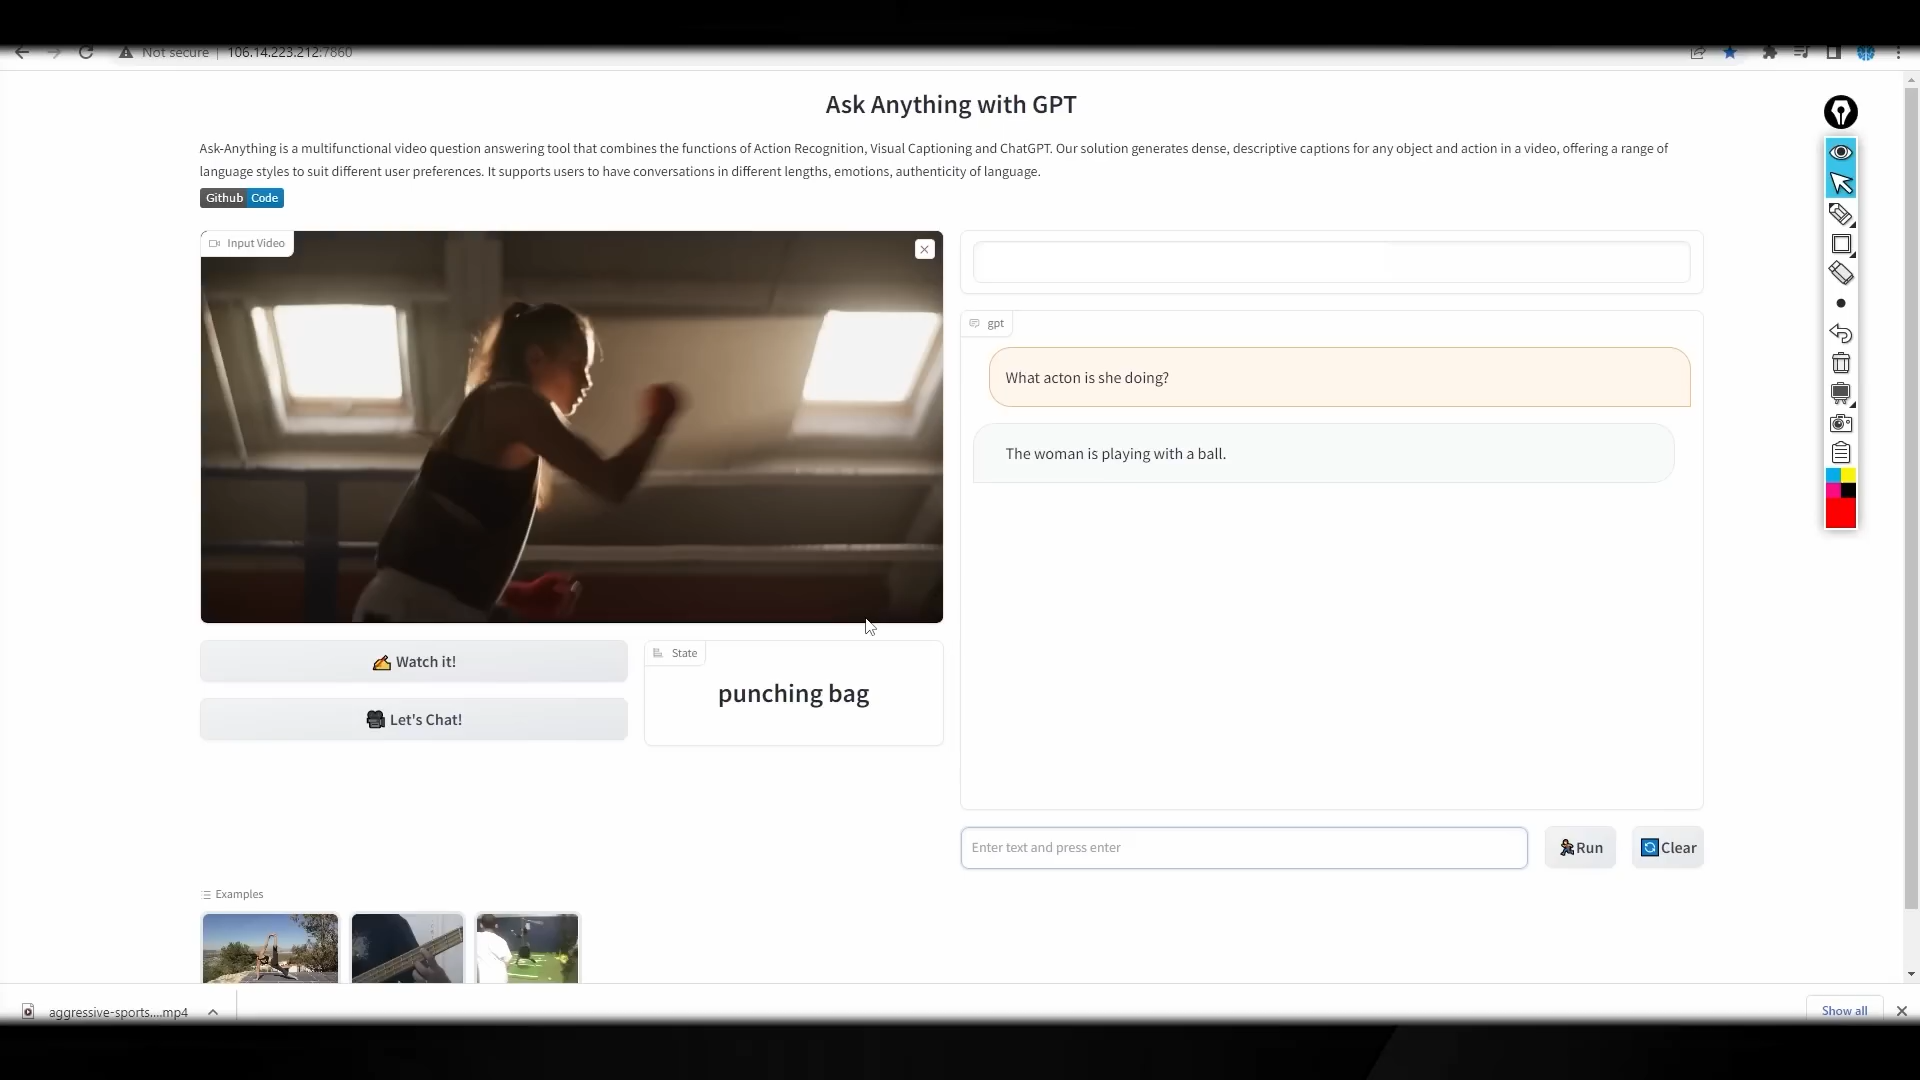 Not secure
106.14.223.212:7860
Ask Anything with GPT
Ask-Anything is a multifunctional video question answering tool that combines the functions of Action Recognition, Visual Captioning and ChatGPT. Our solution generates dense, descriptive captions for any object and action in a video, offering a range of
language styles to suit different user preferences. It supports users to have conversations in different lengths, emotions, authenticity of language.
Github Code
Input Video
gpt
What acton is she doing?
The woman is playing with a ball.
Watch it!
State
punching bag
Let's Chat!
Enter text and press enter
Run
Clear
Examples
aggressive-sports....mp4
Show all